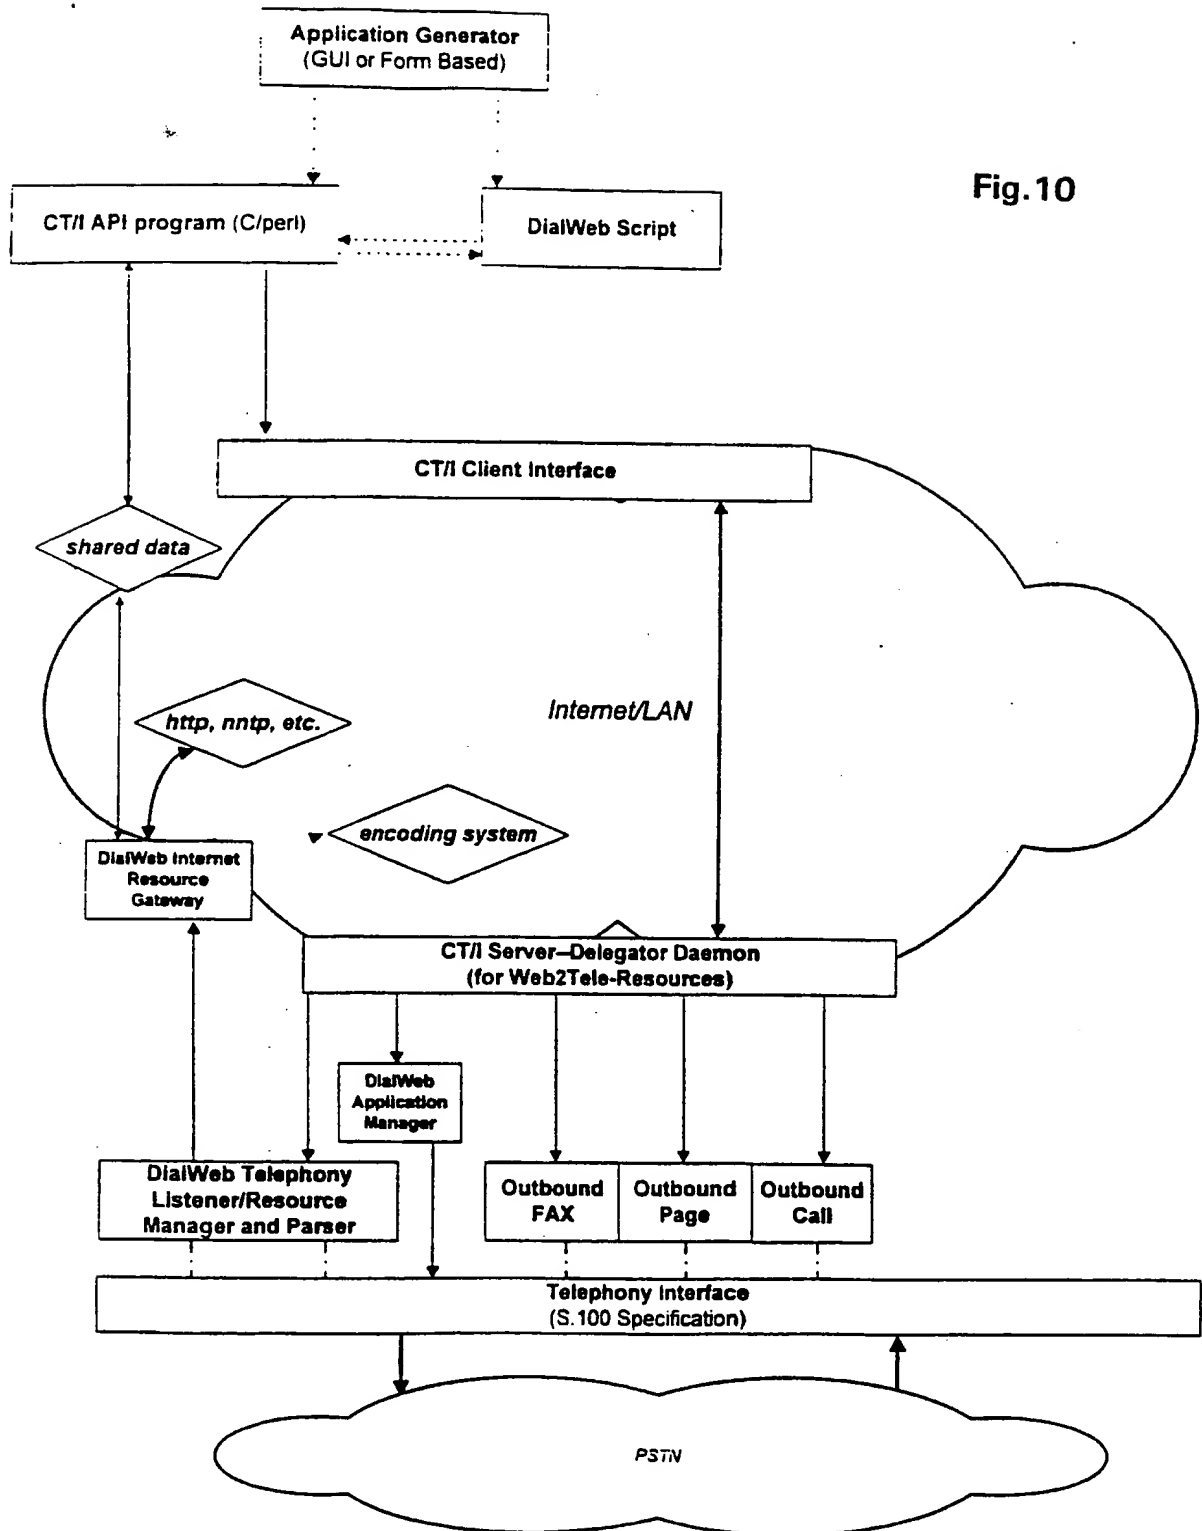 Application Generator
(GUI or Form Based)
Fig.10
CT/I API program (C/perl)
DialWeb Script
CT/I Client Interface
shared data
http, nntp, etc.
Internet/LAN
encoding system
DialWeb Internet
Resource
Gateway
CT/I Server–Delegator Daemon
(for Web2Tele-Resources)
DialWeb
Application
Manager
DialWeb Telephony
Listener/Resource
Manager and Parser
Outbound
FAX
Outbound
Page
Outbound
Call
Telephony Interface
(S.100 Specification)
PSTN